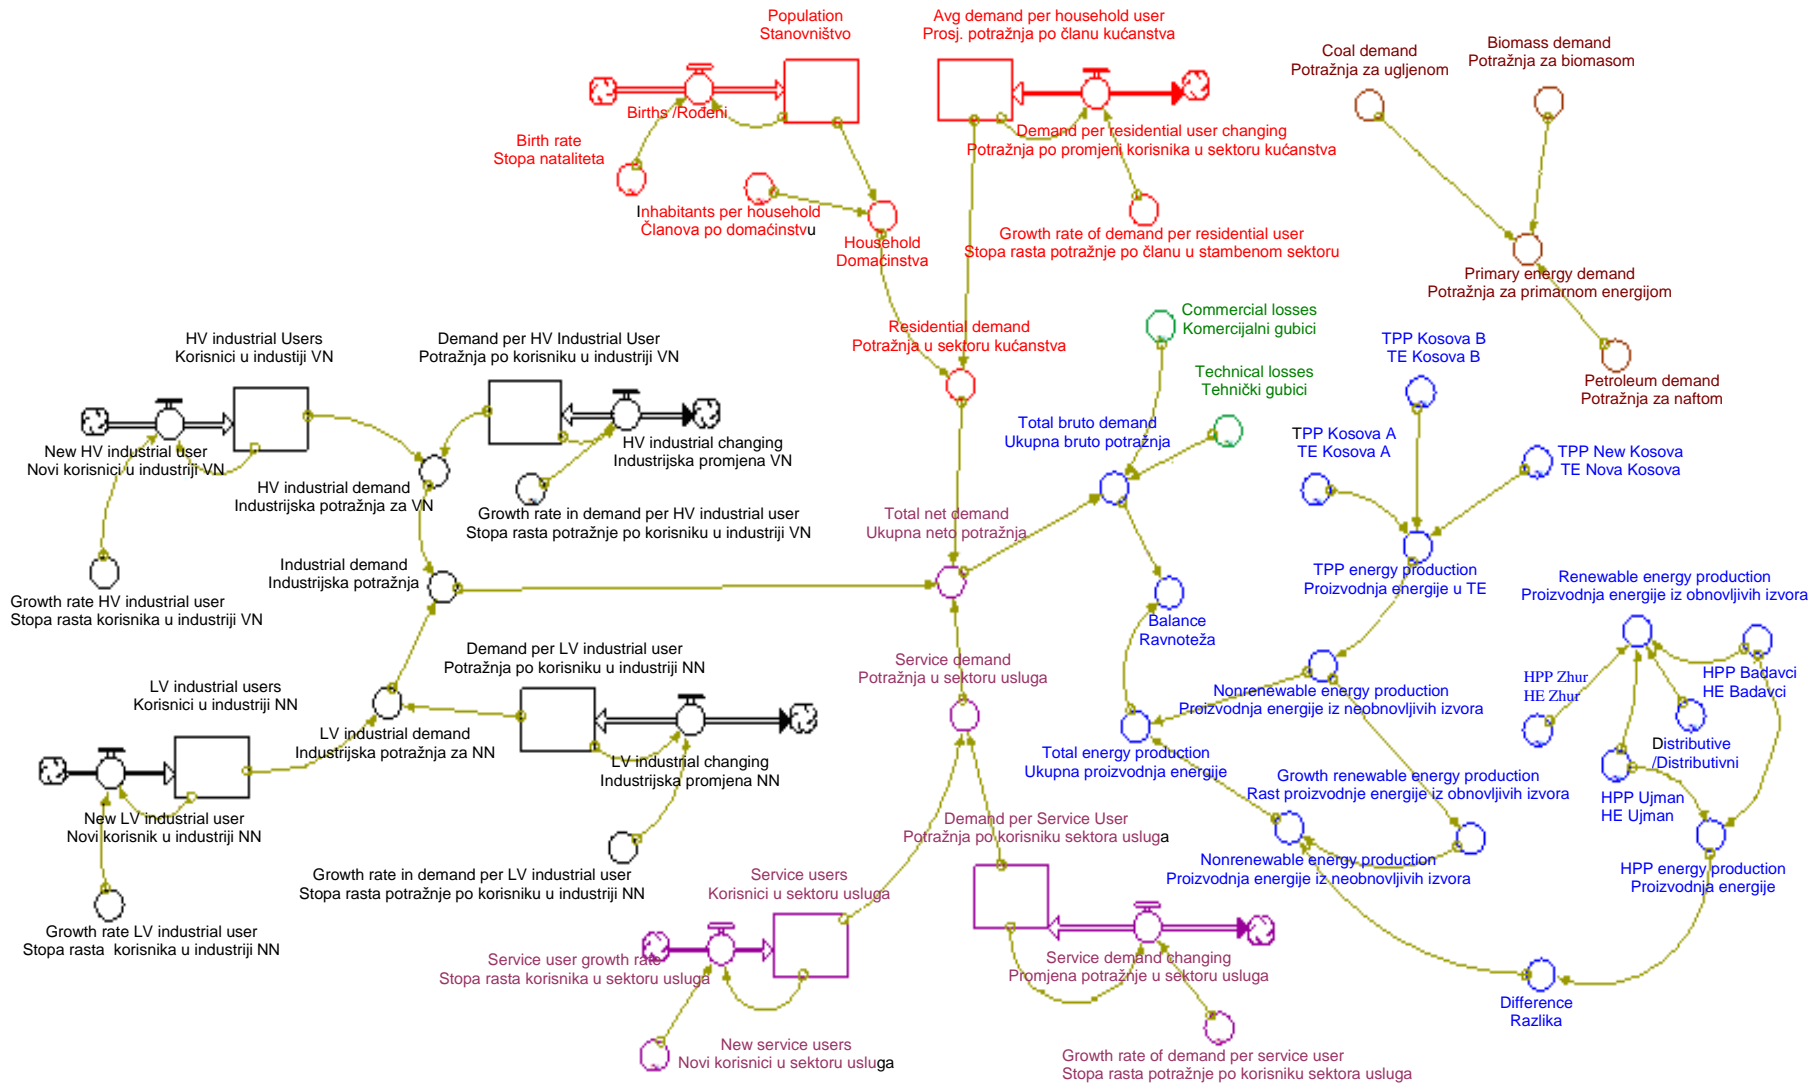 Population
Stanovništvo
Avg demand per household user
Prosj. potražnja po članu kućanstva
Coal demand
Potražnja za ugljenom
Biomass demand
Potražnja za biomasom
Births /Rođeni
Birth rate
Stopa nataliteta
Demand per residential user changing
Potražnja po promjeni korisnika u sektoru kućanstva
Inhabitants per household
Članova po domaćinstvu
Household
Domaćinstva
Growth rate of demand per residential user
Stopa rasta potražnje po članu u stambenom sektoru
Primary energy demand
Potražnja za primarnom energijom
Petroleum demand
Potražnja za naftom
HV industrial Users
Korisnici u industiji VN
Demand per HV Industrial User
Potražnja po korisniku u industriji VN
Residential demand
Potražnja u sektoru kućanstva
Commercial losses
Komercijalni gubici
Technical losses
Tehnički gubici
TPP Kosova B
TE Kosova B
New HV industrial user
Novi korisnici u industriji VN
HV industrial changing
Industrijska promjena VN
Total bruto demand
Ukupna bruto potražnja
TPP Kosova A
TE Kosova A
TPP New Kosova
TE Nova Kosova
HV industrial demand
Industrijska potražnja za VN
Growth rate in demand per HV industrial user
Stopa rasta potražnje po korisniku u industriji VN
Total net demand
Ukupna neto potražnja
Industrial demand
Industrijska potražnja
Growth rate HV industrial user
Stopa rasta korisnika u industriji VN
TPP energy production
Proizvodnja energije u TE
Renewable energy production
Proizvodnja energije iz obnovljivih izvora
Balance
Ravnoteža
Demand per LV industrial user
Potražnja po korisniku u industriji NN
Service demand
Potražnja u sektoru usluga
HPP Zhur
HE Zhur
HPP Badavci
HE Badavci
LV industrial users
Korisnici u industriji NN
Nonrenewable energy production
Proizvodnja energije iz neobnovljivih izvora
LV industrial demand
Industrijska potražnja za NN
LV industrial changing
Industrijska promjena NN
Total energy production
Ukupna proizvodnja energije
Distributive
/Distributivni
Growth renewable energy production
Rast proizvodnje energije iz obnovljivih izvora
HPP Ujman
HE Ujman
New LV industrial user
Novi korisnik u industriji NN
Demand per Service User
Potražnja po korisniku sektora usluga
Nonrenewable energy production
Proizvodnja energije iz neobnovljivih izvora
HPP energy production
Proizvodnja energije
Growth rate in demand per LV industrial user
Stopa rasta potražnje po korisniku u industriji NN
Service users
Korisnici u sektoru usluga
Growth rate LV industrial user
Stopa rasta  korisnika u industriji NN
Service user growth rate
Stopa rasta korisnika u sektoru usluga
Service demand changing
Promjena potražnje u sektoru usluga
Difference
Razlika
New service users
Novi korisnici u sektoru usluga
Growth rate of demand per service user
Stopa rasta potražnje po korisniku sektora usluga